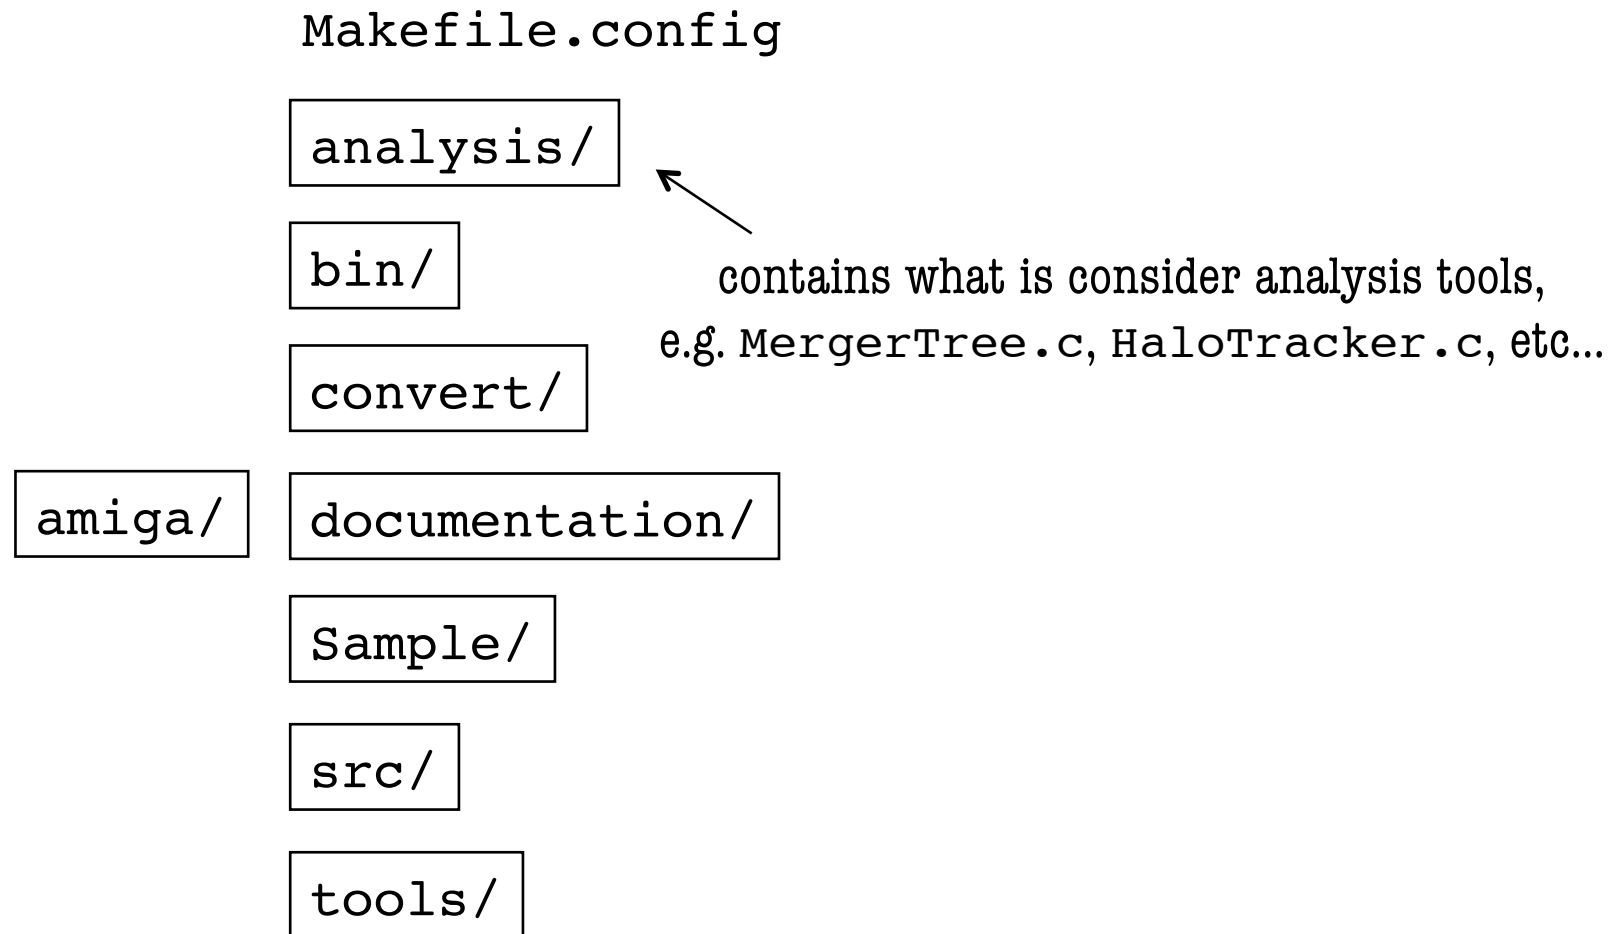 Makefile.config
analysis/
bin/
contains what is consider analysis tools,
e.g. MergerTree.c, HaloTracker.c, etc...
convert/
amiga/
documentation/
Sample/
src/
tools/